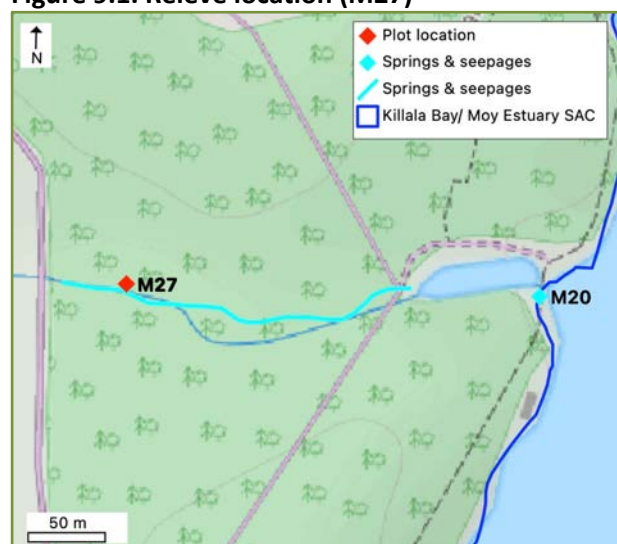 Figure 9.1: Relevé location (M27)
N
Plot location
Springs & seepages
Springs & seepages
Killala Bay/ Moy Estuary SAC
M27
M20
50 m